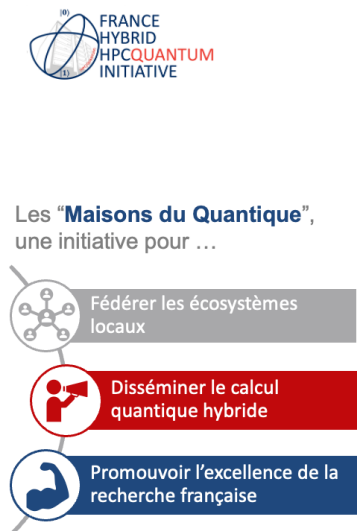 |0⟩
FRANCE
HYBRID
HPCQUANTUM
INITIATIVE
|1⟩
Les “Maisons du Quantique”,
une initiative pour …
Fédérer les écosystèmes
locaux
Disséminer le calcul
quantique hybride
Promouvoir l’excellence de la
recherche française